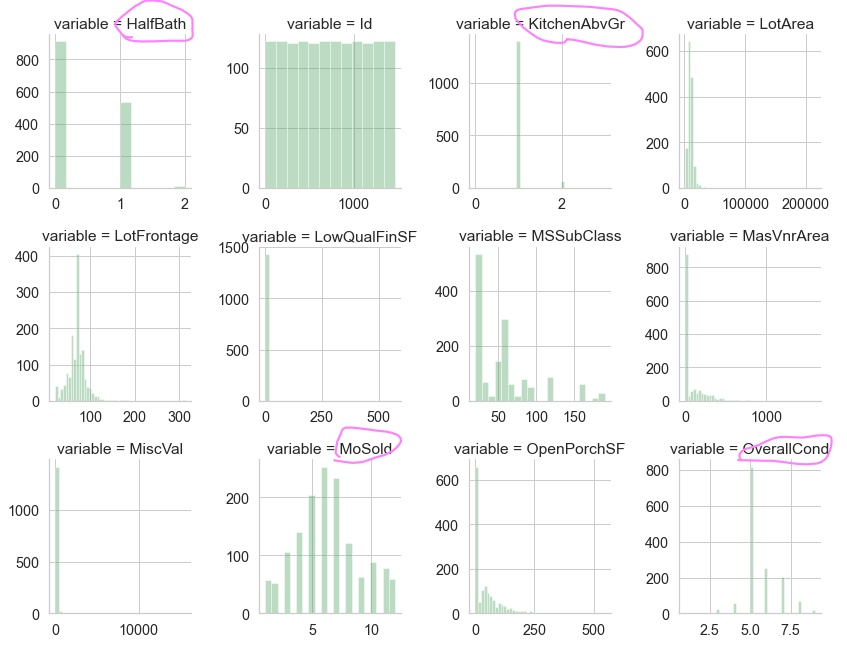 variable = HalfBath
variable = Id
variable = KitchenAbvGr
variable = LotArea
800
600
400
200
0
0 1 2
100
50
0
0 1000
1000
500
0
0 2
600
400
200
0
0 100000 200000
variable = LotFrontage
variable = LowQualFinSF
variable = MSSubClass
variable = MasVnrArea
400
300
200
100
0
100 200 300
1500
1000
500
0
0 250 500
400
200
0
50 100 150
800
600
400
200
0
0 1000
variable = MiscVal
variable = MoSold
variable = OpenPorchSF
variable = OverallCond
1000
500
0
0 10000
200
100
0
5 10
600
400
200
0
0 250 500
800
600
400
200
0
2.5 5.0 7.5